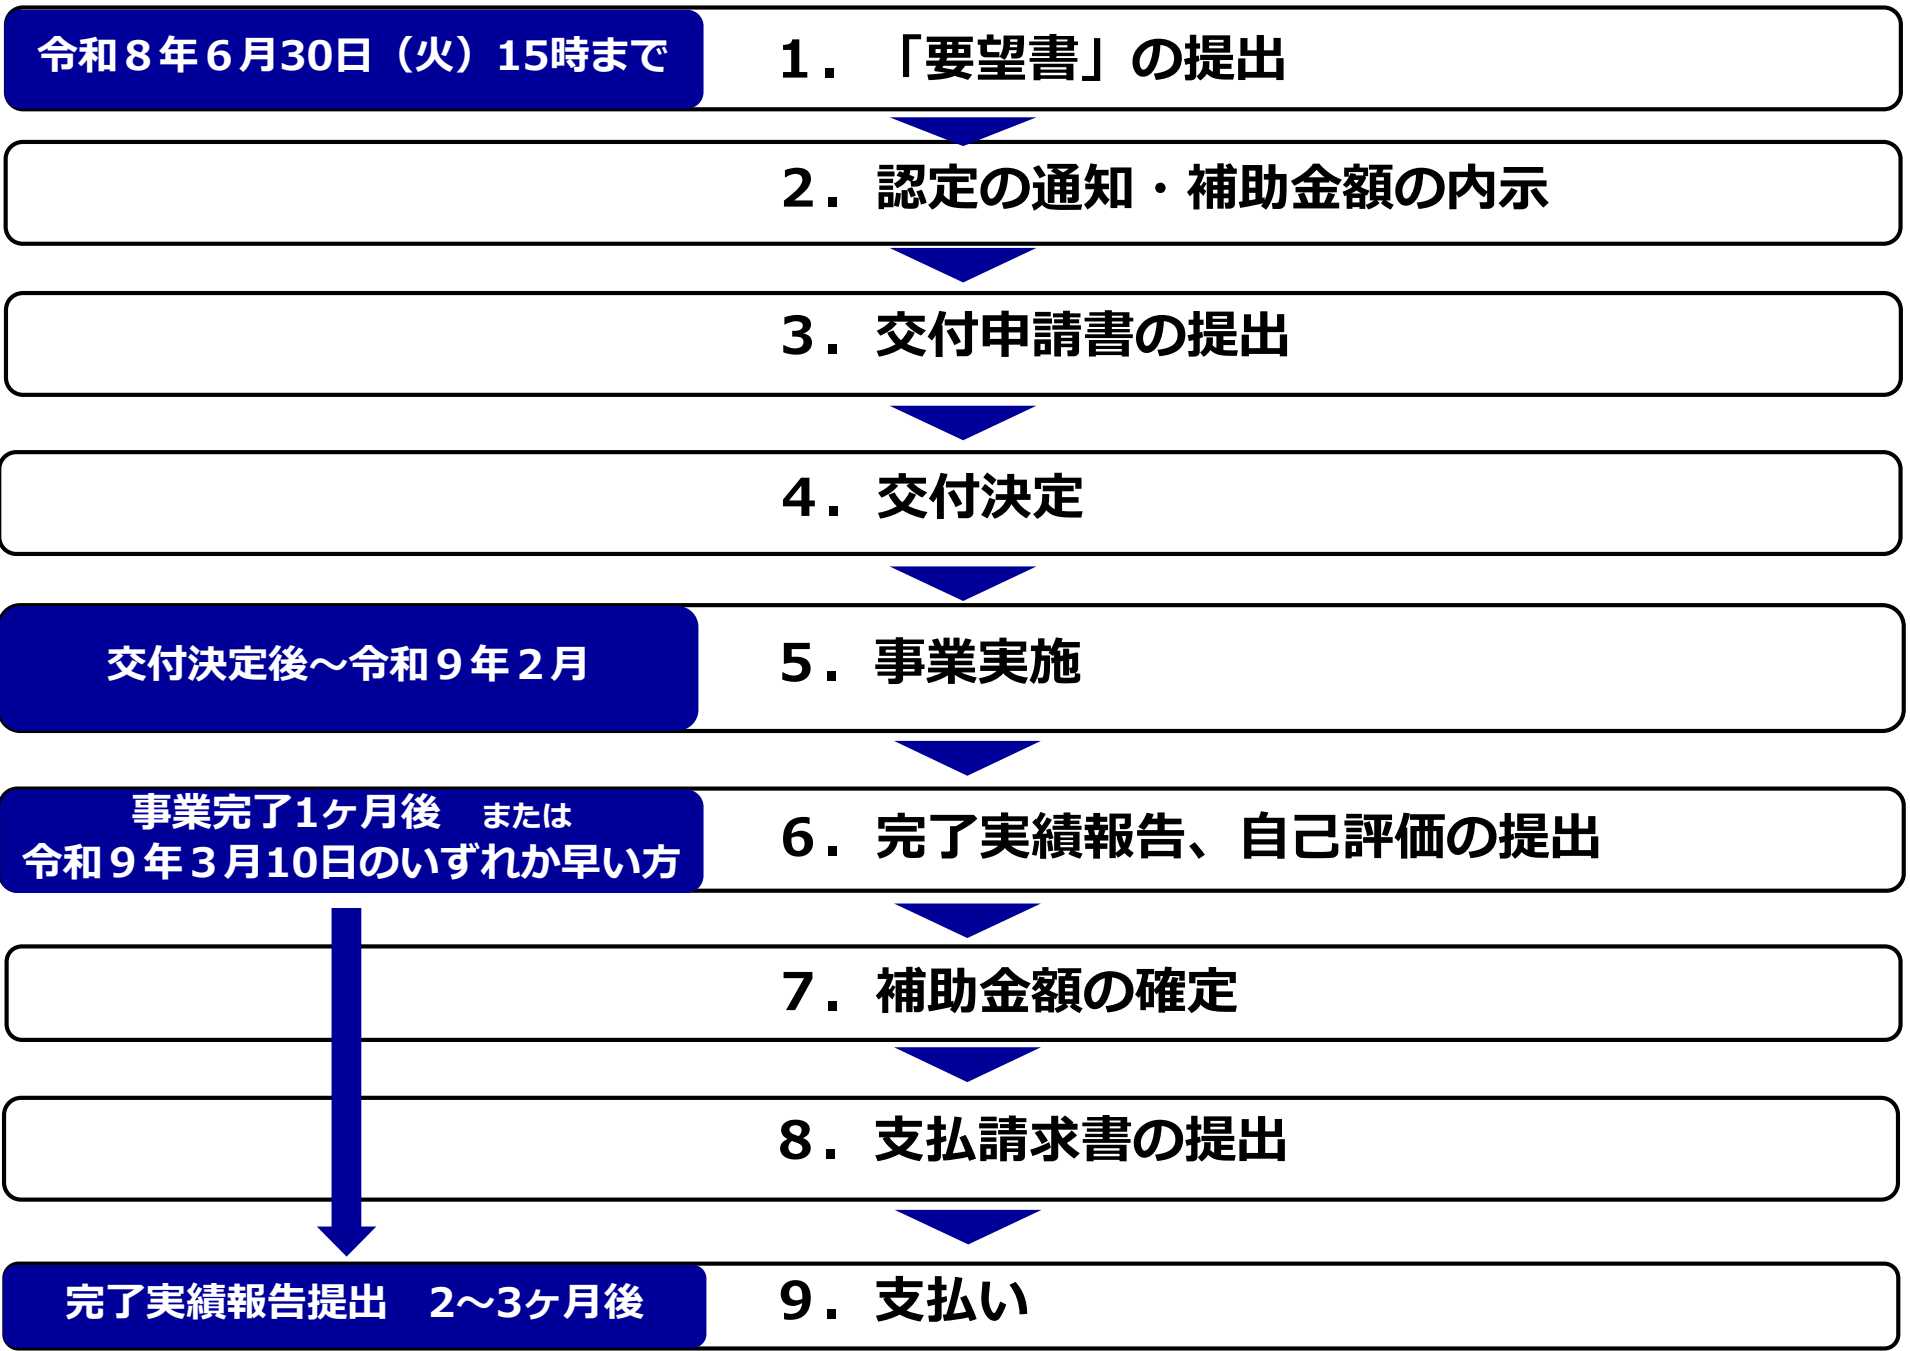 令和８年６月30日（火）15時まで
１．「要望書」の提出
２．認定の通知・補助金額の内示
３．交付申請書の提出
４．交付決定
交付決定後～令和９年２月
５．事業実施
事業完了1ヶ月後　または
令和９年３月10日のいずれか早い方
６．完了実績報告、自己評価の提出
７．補助金額の確定
８．支払請求書の提出
完了実績報告提出　2～3ヶ月後
９．支払い